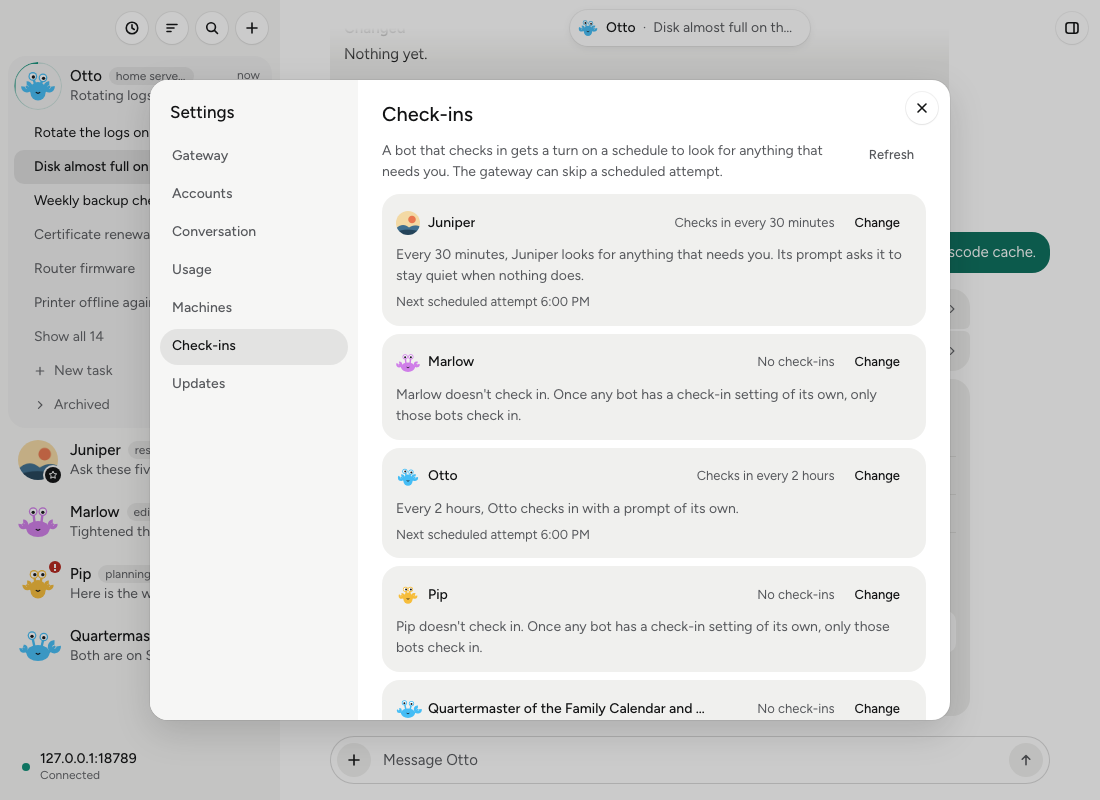 Otto · Disk almost full on th…
Nothing yet.
Otto
home serve…
now
Rotating logs
Rotate the logs on
Disk almost full on
Weekly backup che
Certificate renewa
Router firmware
Printer offline again
Show all 14
New task
Archived
Juniper
res
Ask these fiv
Marlow
edi
Tightened th
Pip
planning
Here is the w
Quartermas
Both are on S
127.0.0.1:18789
Connected
scode cache.
Message Otto
Settings
Gateway
Accounts
Conversation
Usage
Machines
Check-ins
Updates
Check-ins
A bot that checks in gets a turn on a schedule to look for anything that
needs you. The gateway can skip a scheduled attempt.
Refresh
Juniper
Checks in every 30 minutes
Change
Every 30 minutes, Juniper looks for anything that needs you. Its prompt asks it to
stay quiet when nothing does.
Next scheduled attempt 6:00 PM
Marlow
No check-ins
Change
Marlow doesn't check in. Once any bot has a check-in setting of its own, only
those bots check in.
Otto
Checks in every 2 hours
Change
Every 2 hours, Otto checks in with a prompt of its own.
Next scheduled attempt 6:00 PM
Pip
No check-ins
Change
Pip doesn't check in. Once any bot has a check-in setting of its own, only those
bots check in.
Quartermaster of the Family Calendar and …
No check-ins
Change